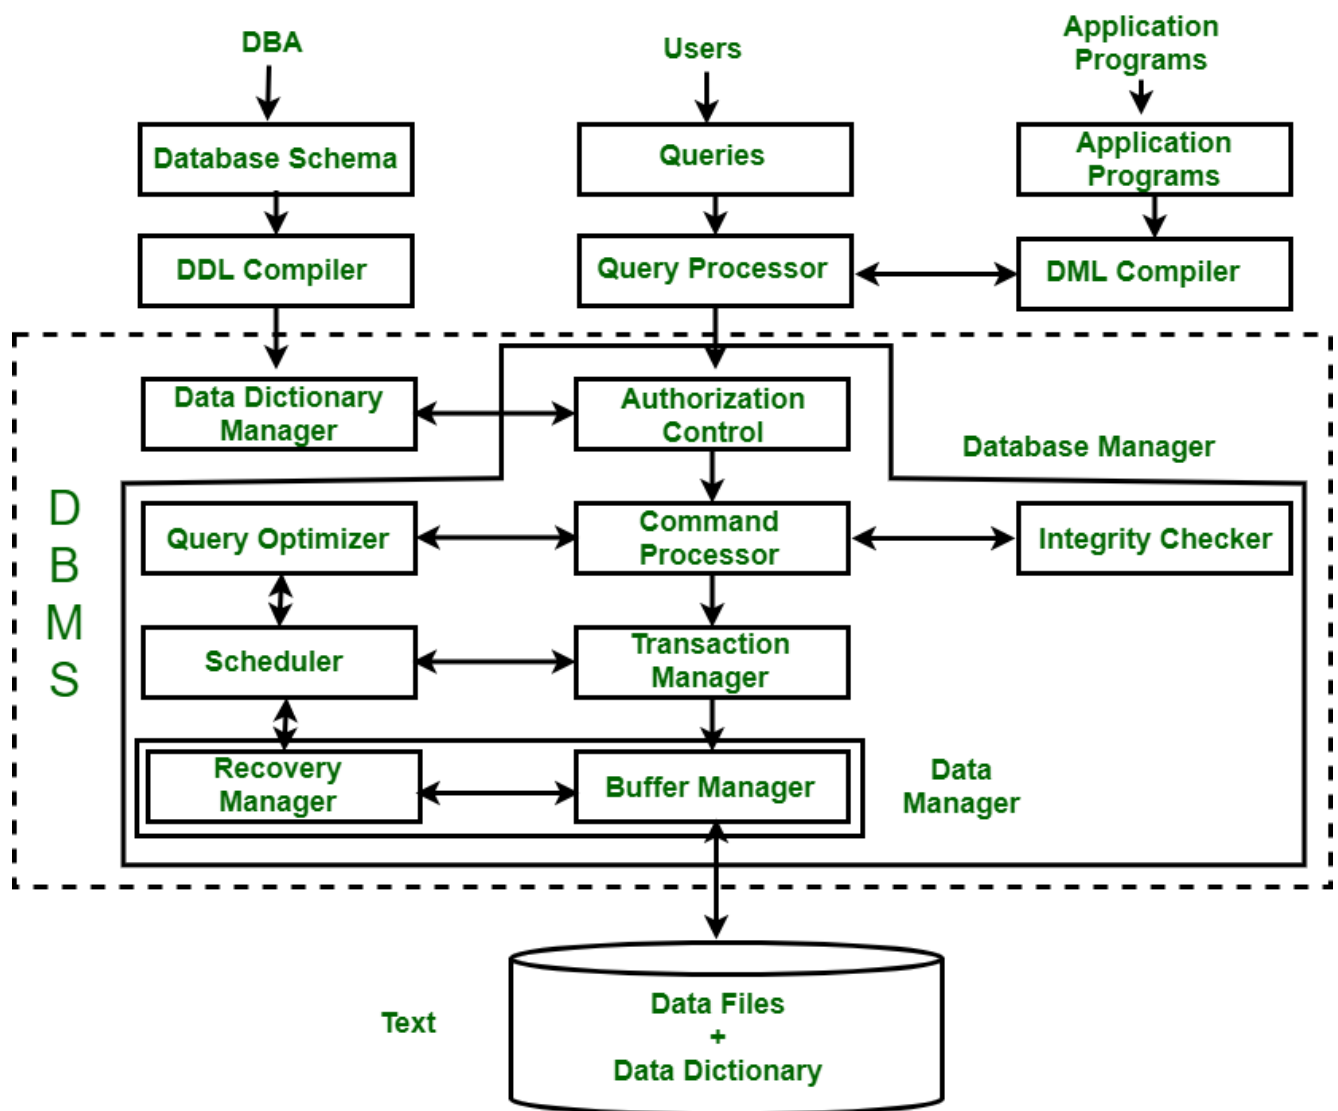 DBA
Users
Application
Programs
Database Schema
Queries
Application
Programs
DDL Compiler
Query Processor
DML Compiler
Data Dictionary
Manager
Authorization
Control
Database Manager
D
B
M
S
Query Optimizer
Command
Processor
Integrity Checker
Scheduler
Transaction
Manager
Recovery
Manager
Buffer Manager
Data
Manager
Text
Data Files
+
Data Dictionary